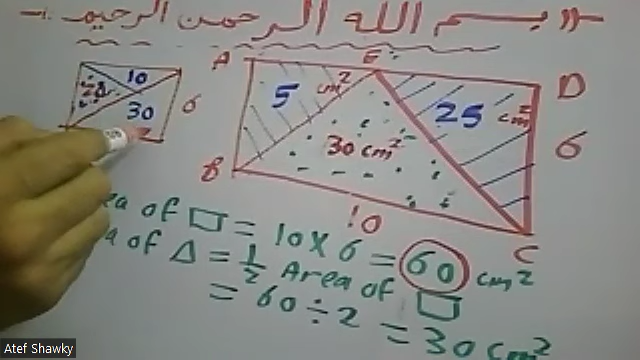 بسم الله الرحمن الرحيم
10
30
6
A
E
D
5 cm²
30 cm²
25 cm²
6
B
10
C
Area of ▭ = 10 × 6 = 60 cm²
of △ = ½ Area of ▭
= 60 ÷ 2 = 30 cm²
Atef Shawky